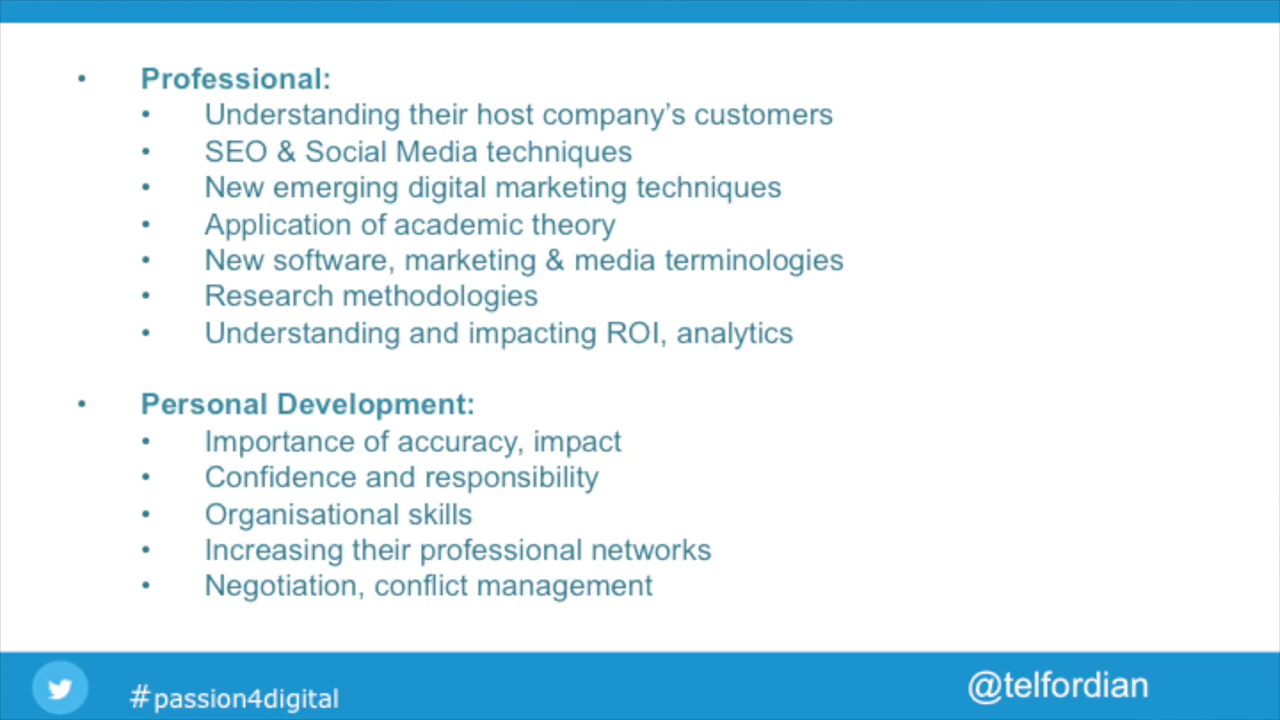 • Professional:
• Understanding their host company’s customers
• SEO & Social Media techniques
• New emerging digital marketing techniques
• Application of academic theory
• New software, marketing & media terminologies
• Research methodologies
• Understanding and impacting ROI, analytics
• Personal Development:
• Importance of accuracy, impact
• Confidence and responsibility
• Organisational skills
• Increasing their professional networks
• Negotiation, conflict management
#passion4digital
@telfordian